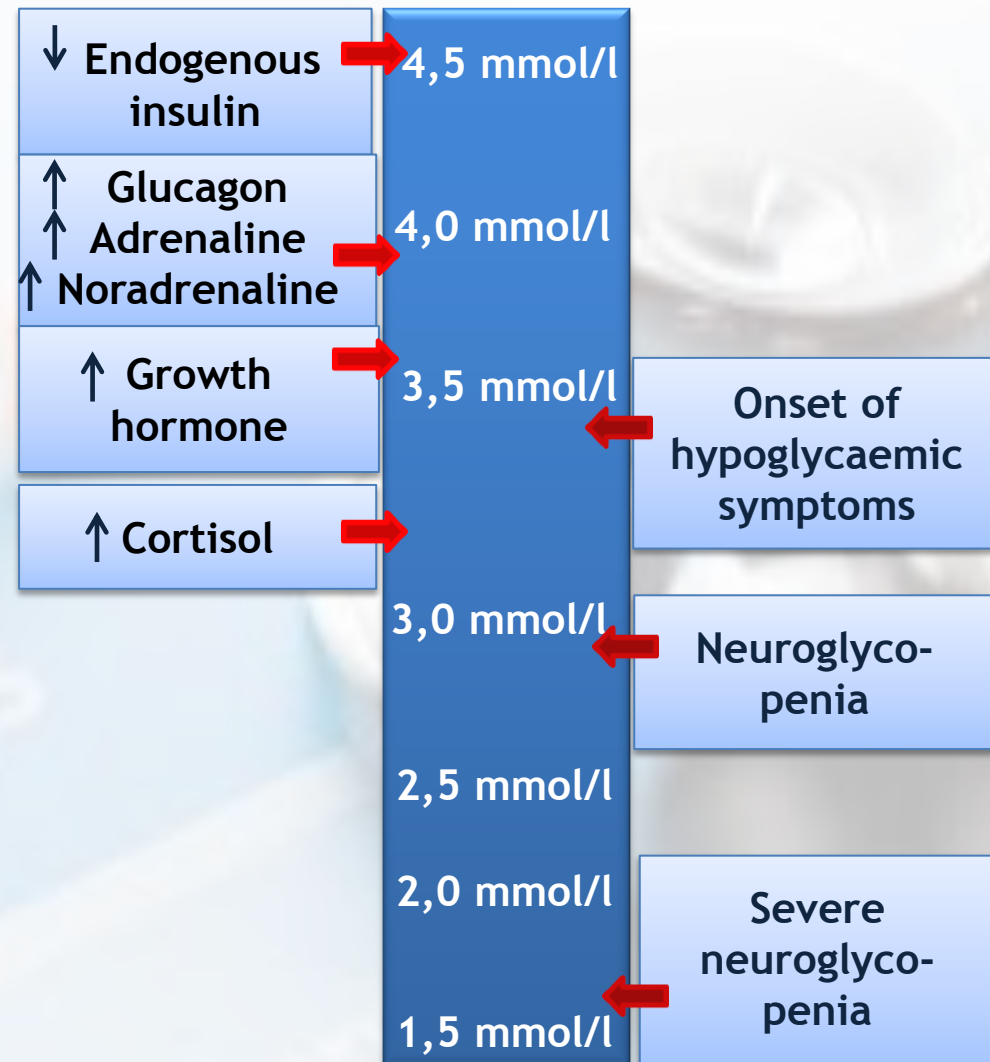 ↓ Endogenous
insulin
↑ Glucagon
↑ Adrenaline
↑ Noradrenaline
↑ Growth
hormone
↑ Cortisol
4,5 mmol/l
4,0 mmol/l
3,5 mmol/l
3,0 mmol/l
2,5 mmol/l
2,0 mmol/l
1,5 mmol/l
Onset of
hypoglycaemic
symptoms
Neuroglyco-
penia
Severe
neuroglyco-
penia